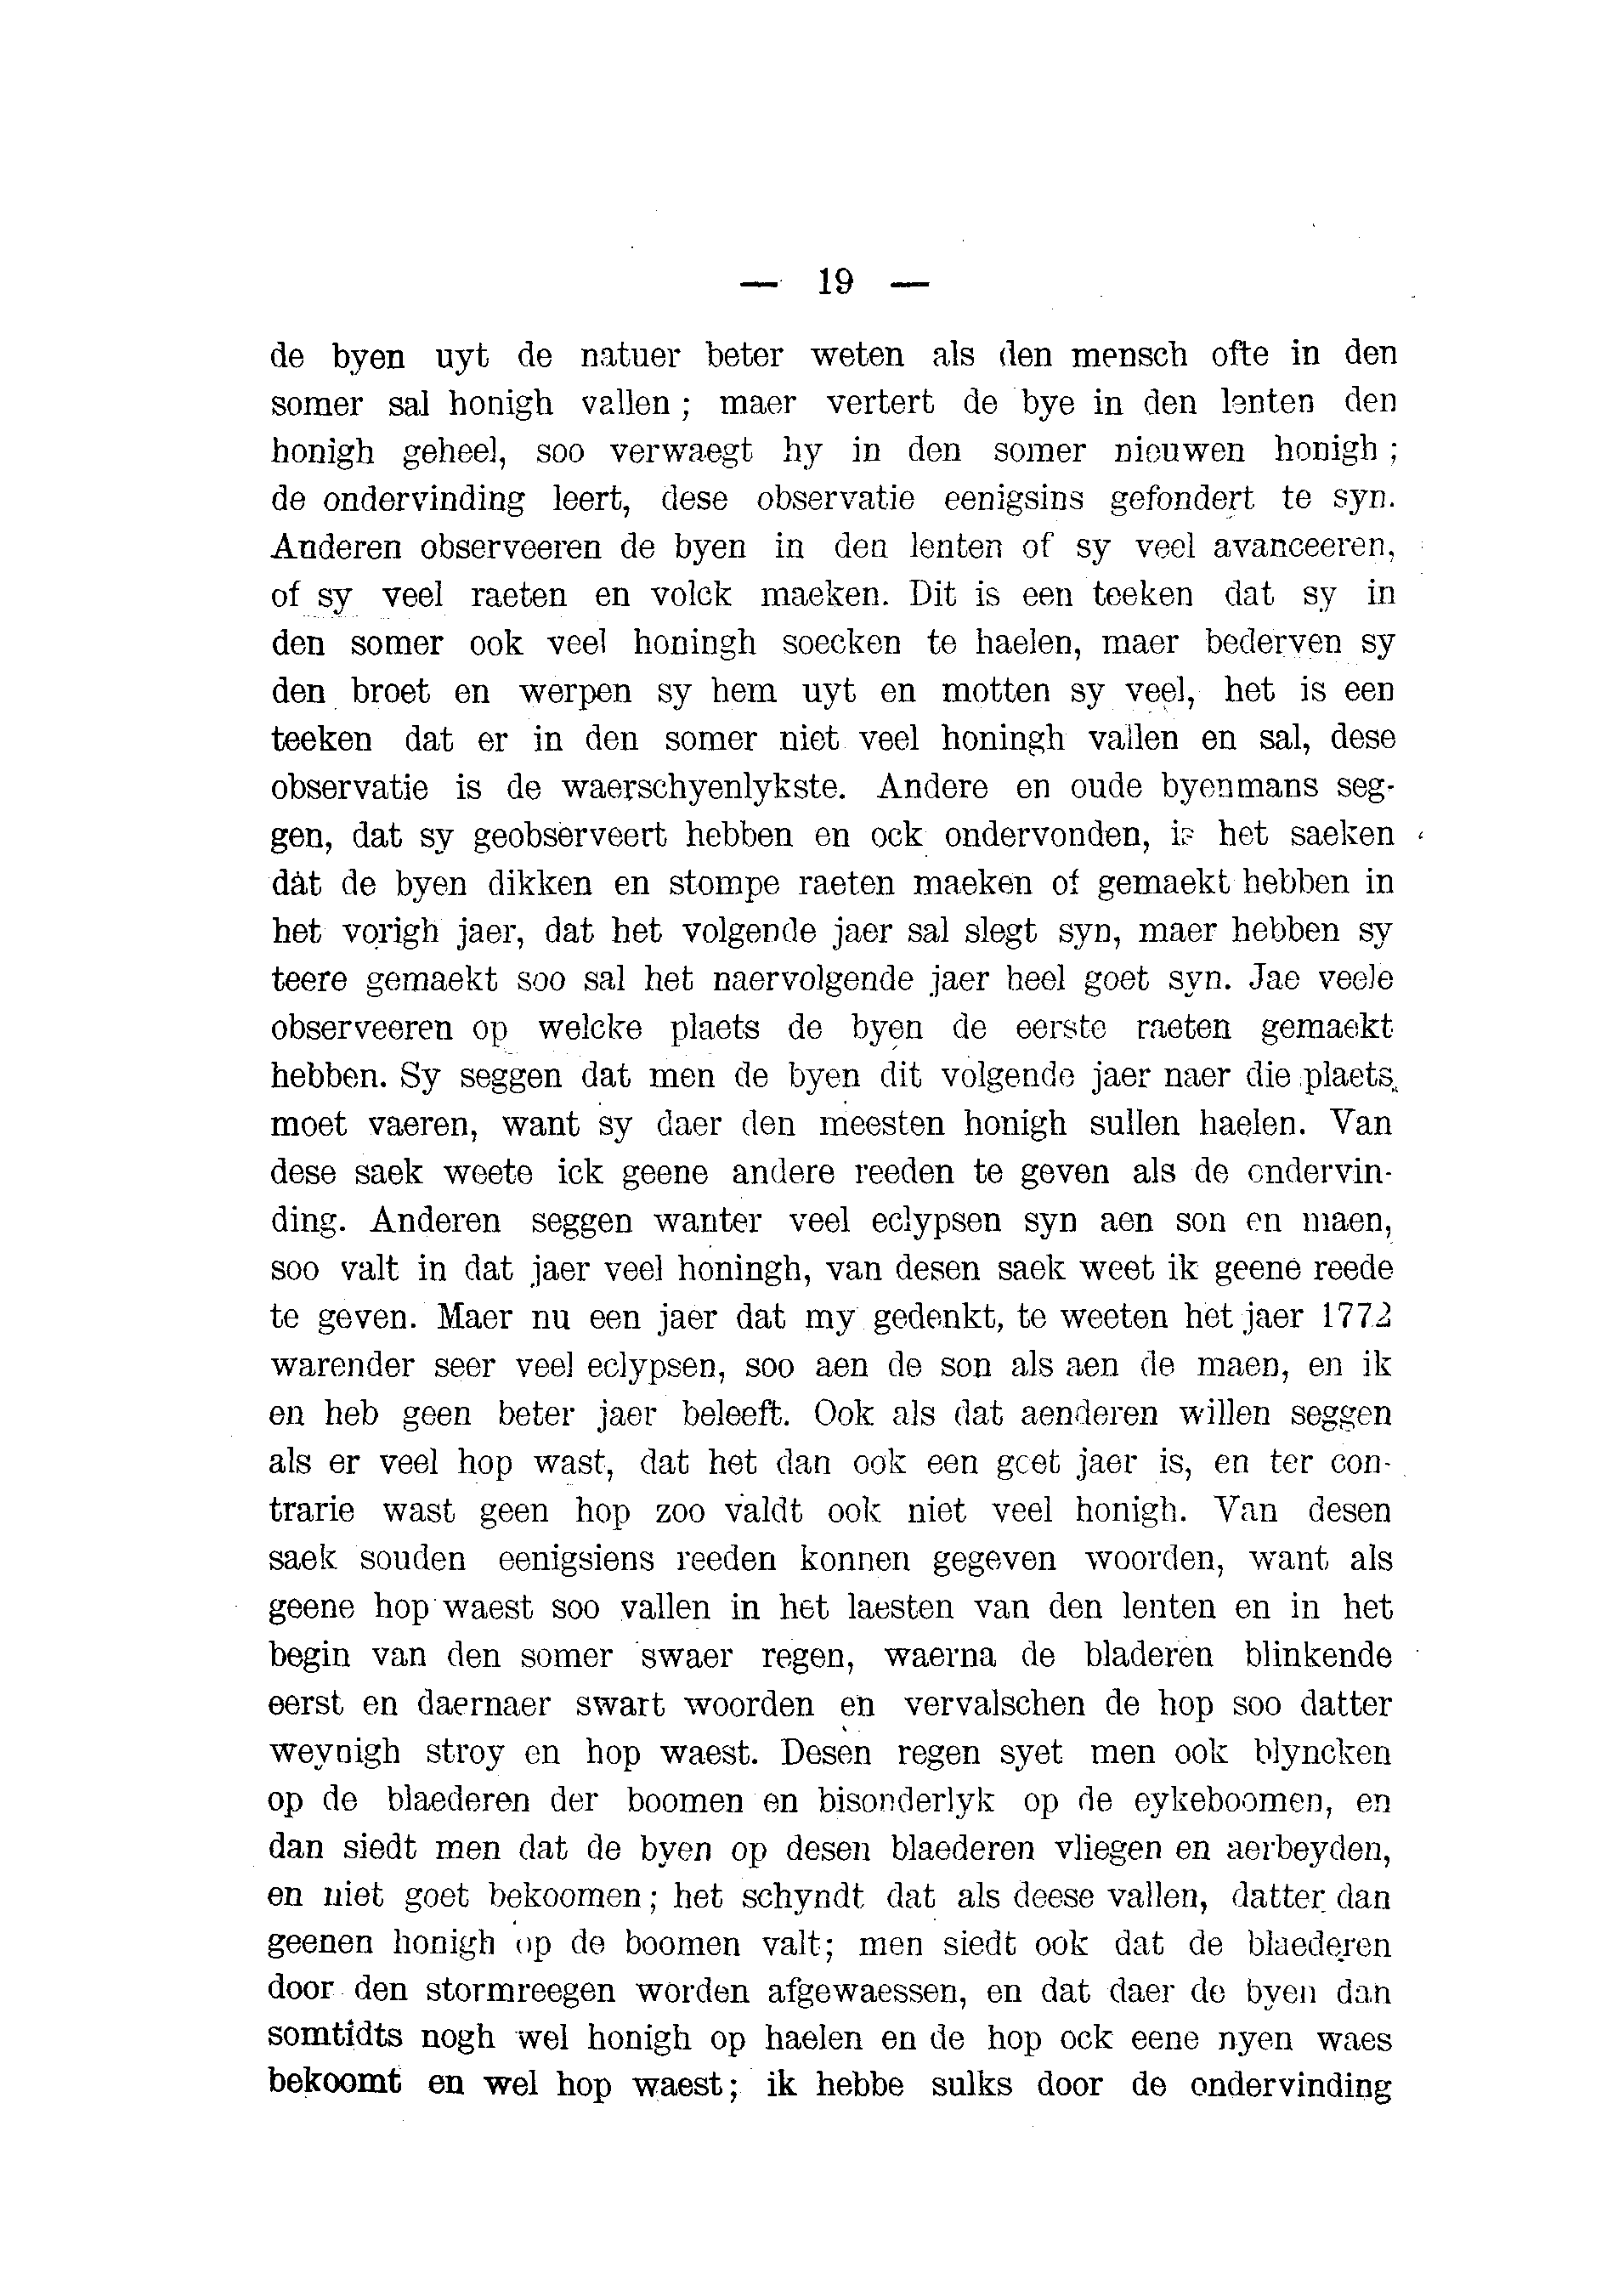 — 19 —
de byen uyt de natuer beter weten als den mensch ofte in den
somer sal honigh vallen ; maer vertert de bye in den lenten den
honigh geheel, soo verwaegt hy in den somer niouwen honigh ;
de ondervinding leert, dese observatie eenigsins gefondert te syn.
Anderen observeeren de byen in den lenten of sy veel avanceeren,
of sy veel raeten en volck maeken. Dit is een teeken dat sy in
den somer ook veel honingh soecken te haelen, maer bederven sy
den broet en werpen sy hem uyt en motten sy veel, het is een
teeken dat er in den somer niet veel honingh vallen en sal, dese
observatie is de waerschyenlykste. Andere en oude byenmans seg-
gen, dat sy geobserveert hebben en ock ondervonden, is het saeken
dat de byen dikken en stompe raeten maeken of gemaekt hebben in
het vorigh jaer, dat het volgende jaer sal slegt syn, maer hebben sy
teere gemaekt soo sal het naervolgende jaer heel goet syn. Jae veele
observeeren op welcke plaets de byen de eerste raeten gemaekt
hebben. Sy seggen dat men de byen dit volgende jaer naer die plaets
moet vaeren, want sy daer den meesten honigh sullen haelen. Van
dese saek weete ick geene andere reeden te geven als de ondervin-
ding. Anderen seggen wanter veel eclypsen syn aen son en maen,
soo valt in dat jaer veel honingh, van desen saek weet ik geene reede
te geven. Maer nu een jaer dat my gedenkt, te weeten het jaer 1772
warender seer veel eclypsen, soo aen de son als aen de maen, en ik
en heb geen beter jaer beleeft. Ook als dat aenderen willen seggen
als er veel hop wast, dat het dan ook een goet jaer is, en ter con-
trarie wast geen hop zoo valdt ook niet veel honigh. Van desen
saek souden eenigsiens reeden konnen gegeven woorden, want als
geene hop waest soo vallen in het laesten van den lenten en in het
begin van den somer swaer regen, waerna de bladeren blinkende
eerst en daernaer swart woorden en vervalschen de hop soo datter
weynigh stroy en hop waest. Desen regen syet men ook blyncken
op de blaederen der boomen en bisonderlyk op de eykeboomen, en
dan siedt men dat de byen op desen blaederen vliegen en aerbeyden,
en niet goet bekoomen ; het schyndt dat als deese vallen, datter dan
geenen honigh op de boomen valt ; men siedt ook dat de blaederen
door den stormreegen worden afgewaessen, en dat daer de byen dan
somtidts nogh wel honigh op haelen en de hop ock eene nyen waes
bekoomt en wel hop waest ; ik hebbe sulks door de ondervinding